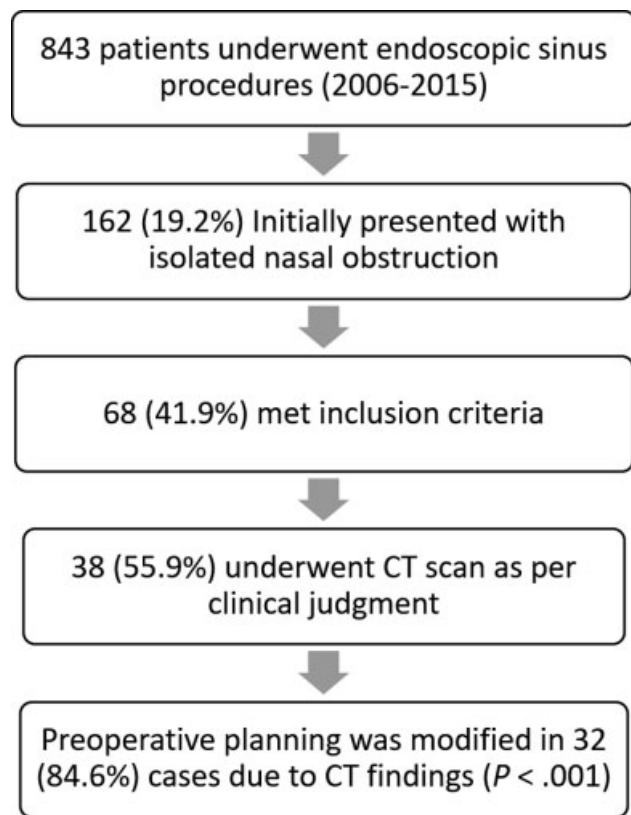 843 patients underwent endoscopic sinus
procedures (2006-2015)
162 (19.2%) Initially presented with
isolated nasal obstruction
68 (41.9%) met inclusion criteria
38 (55.9%) underwent CT scan as per
clinical judgment
Preoperative planning was modified in 32
(84.6%) cases due to CT findings (P < .001)